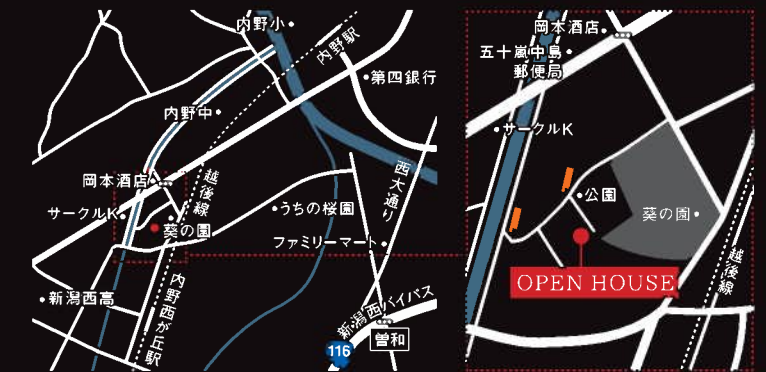 内野小
内野駅
第四銀行
内野中
岡本酒店
越後線
西大通り
サークルK
葵の園
うちの桜園
ファミリーマート
新潟西高
内野西が丘駅
新潟西バイパス
116
曽和
岡本酒店
五十嵐中島
郵便局
サークルK
公園
葵の園
越後線
OPEN HOUSE